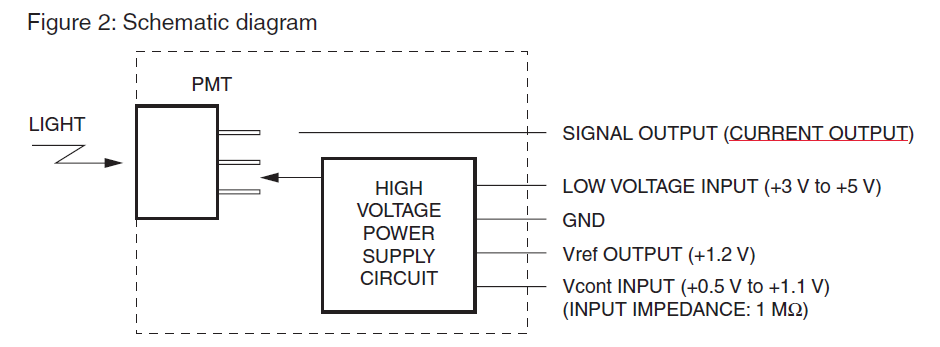 Figure 2: Schematic diagram
PMT
LIGHT
SIGNAL OUTPUT (CURRENT OUTPUT)
HIGH
VOLTAGE
POWER
SUPPLY
CIRCUIT
LOW VOLTAGE INPUT (+3 V to +5 V)
GND
Vref OUTPUT (+1.2 V)
Vcont INPUT (+0.5 V to +1.1 V)
(INPUT IMPEDANCE: 1 MΩ)